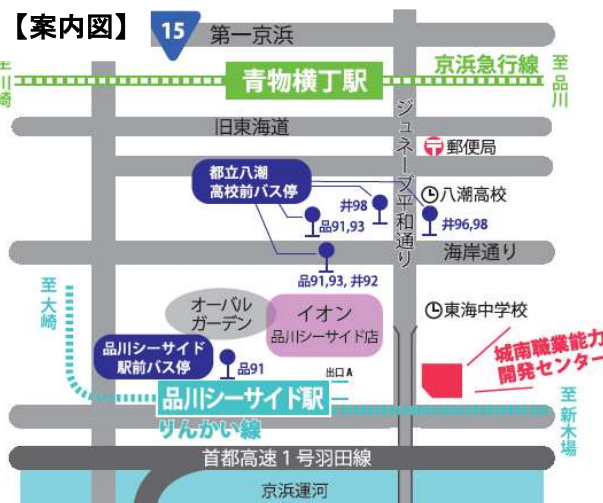 【案内図】
15
第一京浜
至川崎
青物横丁駅
京浜急行線
至品川
旧東海道
ジュネーブ平和通り
郵便局
都立八潮
高校前バス停
八潮高校
井98
品91,93
井96,98
海岸通り
品91,93, 井92
至大崎
オーバル
ガーデン
イオン
品川シーサイド店
東海中学校
品川シーサイド
駅前バス停
品91
出口A
城南職業能力
開発センター
品川シーサイド駅
りんかい線
至新木場
首都高速1号羽田線
京浜運河